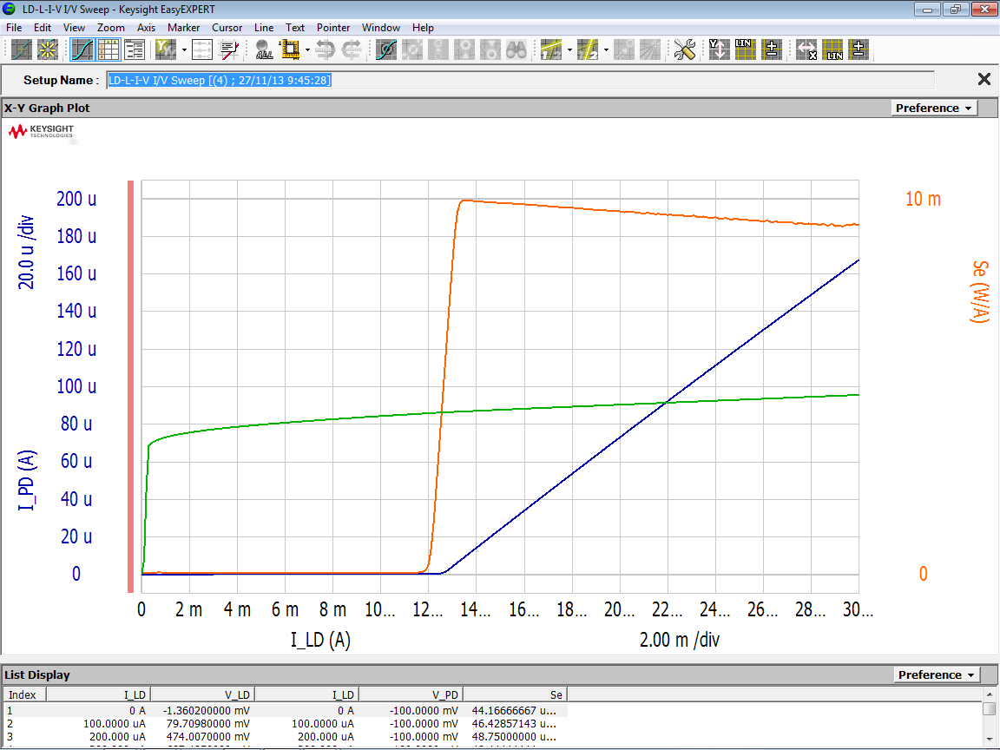 LD-L-I-V I/V Sweep - Keysight EasyEXPERT
File Edit View Zoom Axis Marker Cursor Line Text Pointer Window Help
ALL Y LIN X LIN
Setup Name : LD-L-I-V I/V Sweep [(4) ; 27/11/13 9:45:28]
X-Y Graph Plot Preference
KEYSIGHT
TECHNOLOGIES
20.0 u /div
I_PD (A)
200 u
180 u
160 u
140 u
120 u
100 u
80 u
60 u
40 u
20 u
0
10 m
Se (W/A)
0
0 2 m 4 m 6 m 8 m 10... 12... 14... 16... 18... 20... 22... 24... 26... 28... 30...
I_LD (A) 2.00 m /div
List Display Preference
Index I_LD V_LD I_LD V_PD Se
1 0 A -1.360200000 mV 0 A -100.0000 mV 44.16666667 u...
2 100.0000 uA 79.70980000 mV 100.0000 uA -100.0000 mV 46.42857143 u...
3 200.000 uA 474.0070000 mV 200.000 uA -100.0000 mV 48.75000000 u...